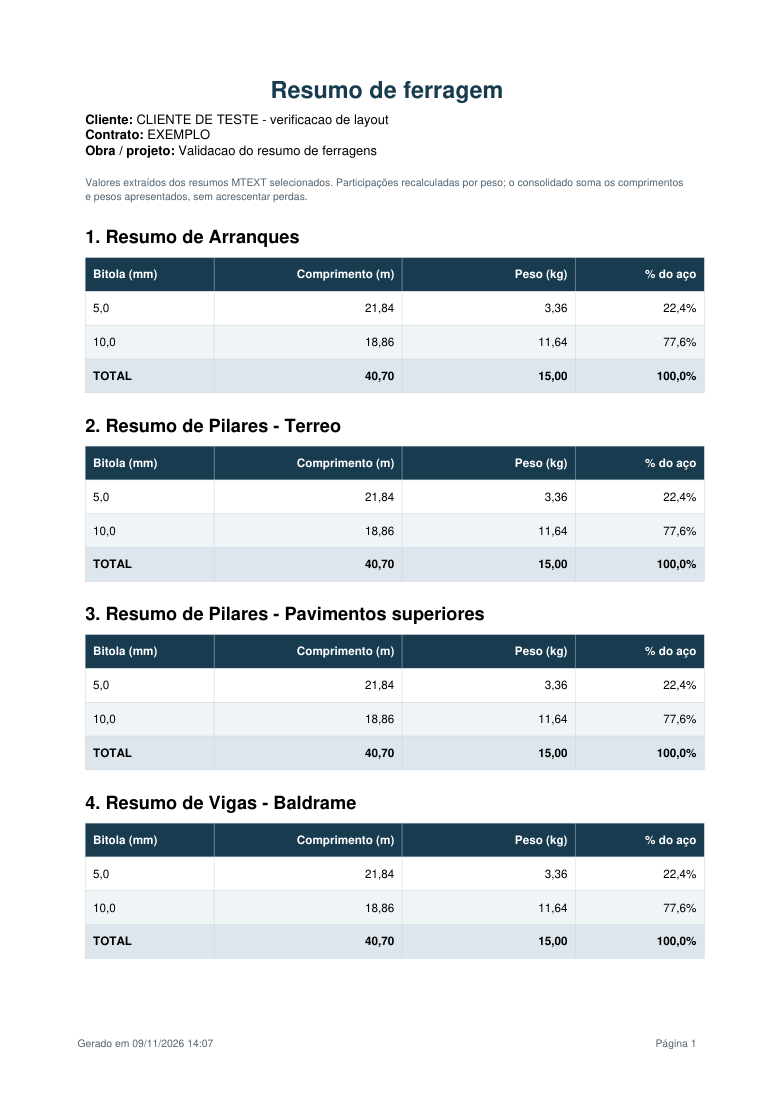 Resumo de ferragem
Cliente: CLIENTE DE TESTE - verificacao de layout
Contrato: EXEMPLO
Obra / projeto: Validacao do resumo de ferragens
Valores extraídos dos resumos MTEXT selecionados. Participações recalculadas por peso; o consolidado soma os comprimentos
e pesos apresentados, sem acrescentar perdas.
1. Resumo de Arranques
Bitola (mm) Comprimento (m) Peso (kg) % do aço
5,0 21,84 3,36 22,4%
10,0 18,86 11,64 77,6%
TOTAL 40,70 15,00 100,0%
2. Resumo de Pilares - Terreo
Bitola (mm) Comprimento (m) Peso (kg) % do aço
5,0 21,84 3,36 22,4%
10,0 18,86 11,64 77,6%
TOTAL 40,70 15,00 100,0%
3. Resumo de Pilares - Pavimentos superiores
Bitola (mm) Comprimento (m) Peso (kg) % do aço
5,0 21,84 3,36 22,4%
10,0 18,86 11,64 77,6%
TOTAL 40,70 15,00 100,0%
4. Resumo de Vigas - Baldrame
Bitola (mm) Comprimento (m) Peso (kg) % do aço
5,0 21,84 3,36 22,4%
10,0 18,86 11,64 77,6%
TOTAL 40,70 15,00 100,0%
Gerado em 09/11/2026 14:07 Página 1